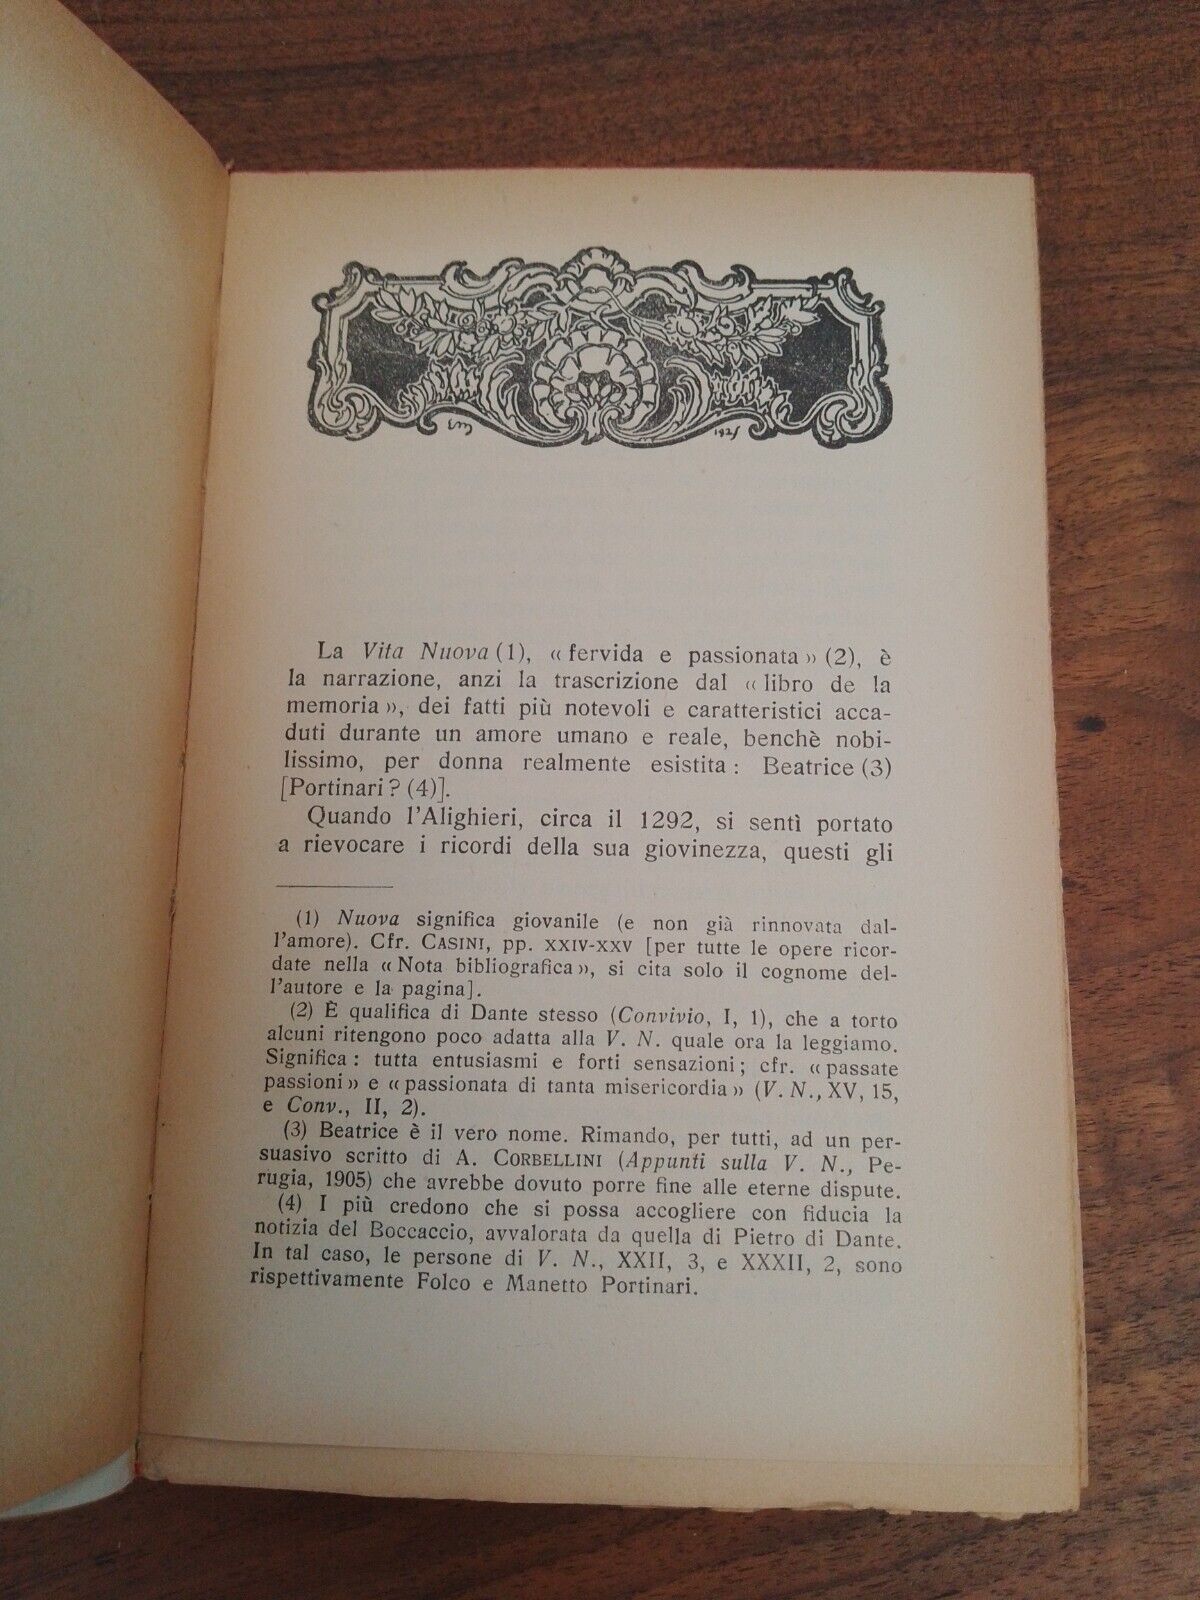 EM
1925
La Vita Nuova (1), « fervida e passionata » (2), è
la narrazione, anzi la trascrizione dal « libro de la
memoria », dei fatti più notevoli e caratteristici acca-
duti durante un amore umano e reale, benchè nobi-
lissimo, per donna realmente esistita : Beatrice (3)
[Portinari ? (4)].
Quando l'Alighieri, circa il 1292, si sentì portato
a rievocare i ricordi della sua giovinezza, questi gli
(1) Nuova significa giovanile (e non già rinnovata dal-
l'amore). Cfr. CASINI, pp. XXIV-XXV [per tutte le opere ricor-
date nella « Nota bibliografica », si cita solo il cognome del-
l'autore e la pagina].
(2) È qualifica di Dante stesso (Convivio, I, 1), che a torto
alcuni ritengono poco adatta alla V. N. quale ora la leggiamo.
Significa : tutta entusiasmi e forti sensazioni ; cfr. « passate
passioni » e « passionata di tanta misericordia » (V. N., XV, 15,
e Conv., II, 2).
(3) Beatrice è il vero nome. Rimando, per tutti, ad un per-
suasivo scritto di A. CORBELLINI (Appunti sulla V. N., Pe-
rugia, 1905) che avrebbe dovuto porre fine alle eterne dispute.
(4) I più credono che si possa accogliere con fiducia la
notizia del Boccaccio, avvalorata da quella di Pietro di Dante.
In tal caso, le persone di V. N., XXII, 3, e XXXII, 2, sono
rispettivamente Folco e Manetto Portinari.